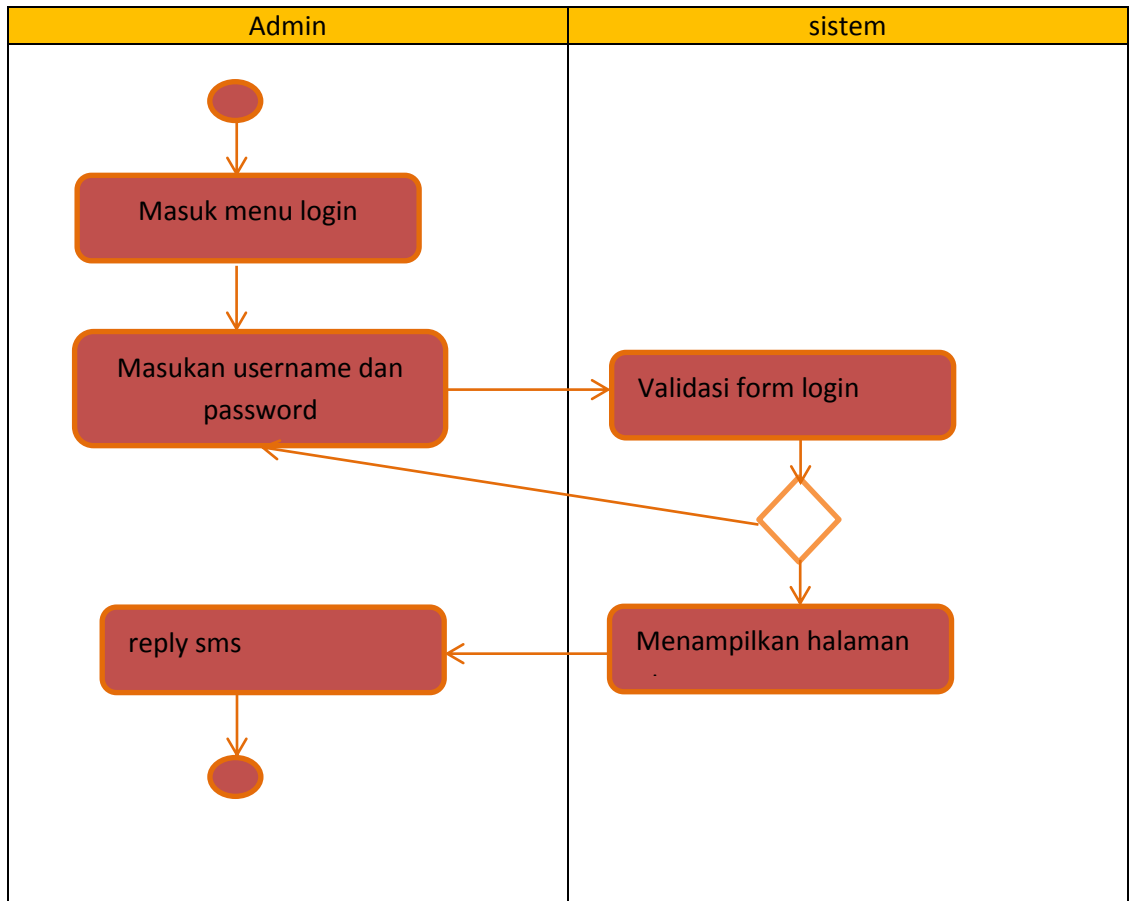 Admin
sistem
Masuk menu login
Masukan username dan
password
Validasi form login
reply sms
Menampilkan halaman